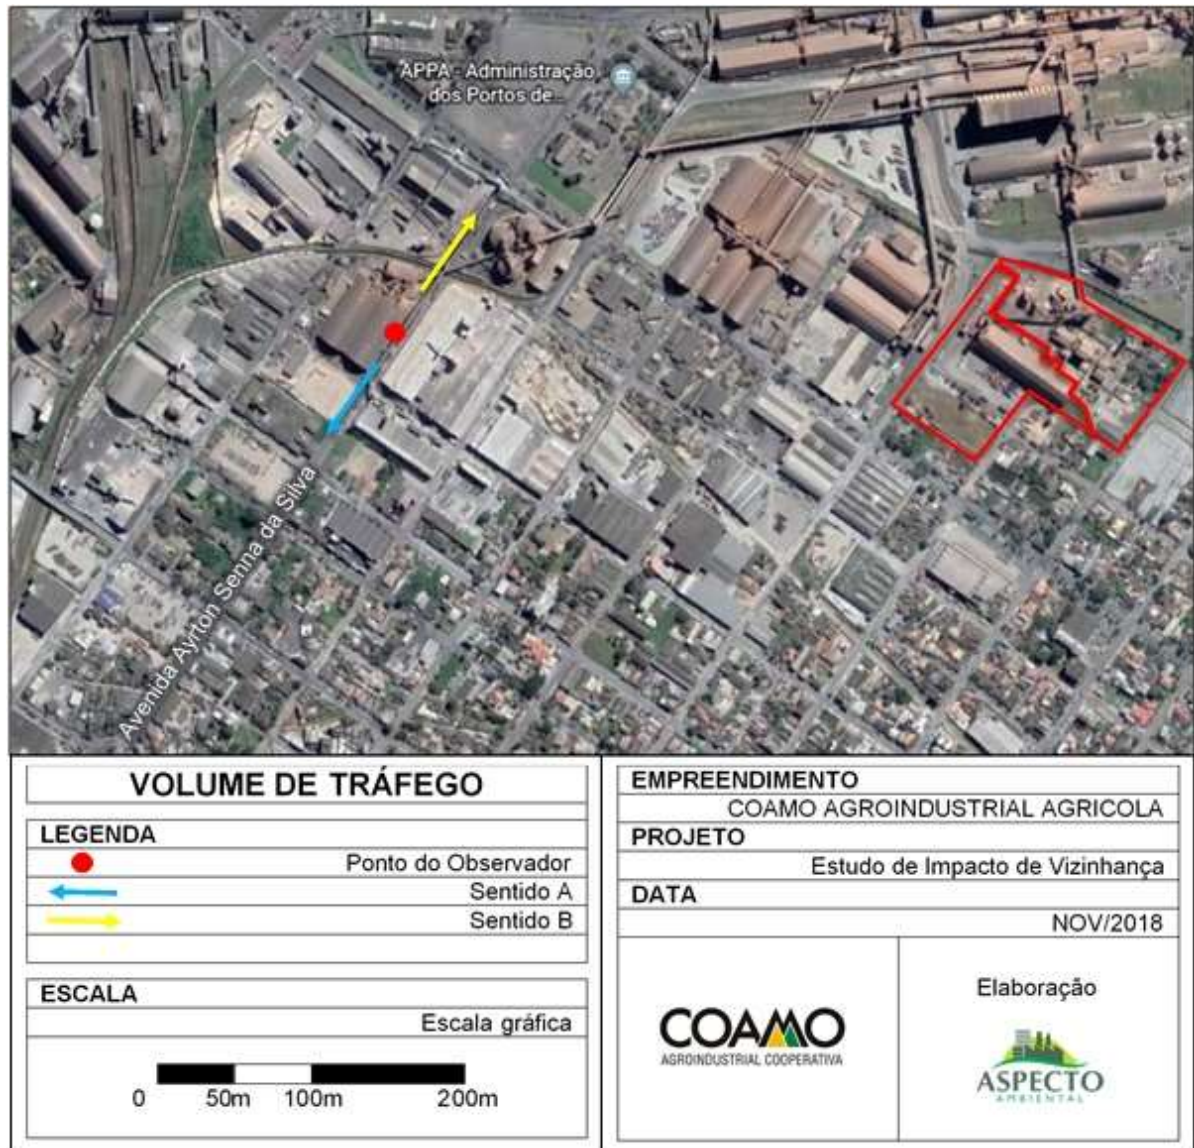 APPA - Administração
dos Portos de...
Avenida Ayrton Senna da Silva
VOLUME DE TRÁFEGO
LEGENDA
Ponto do Observador
Sentido A
Sentido B
ESCALA
Escala gráfica
0 50m 100m 200m
EMPREENDIMENTO
COAMO AGROINDUSTRIAL AGRICOLA
PROJETO
Estudo de Impacto de Vizinhança
DATA
NOV/2018
COAMO
AGROINDUSTRIAL COOPERATIVA
Elaboração
ASPECTO
AMBIENTAL